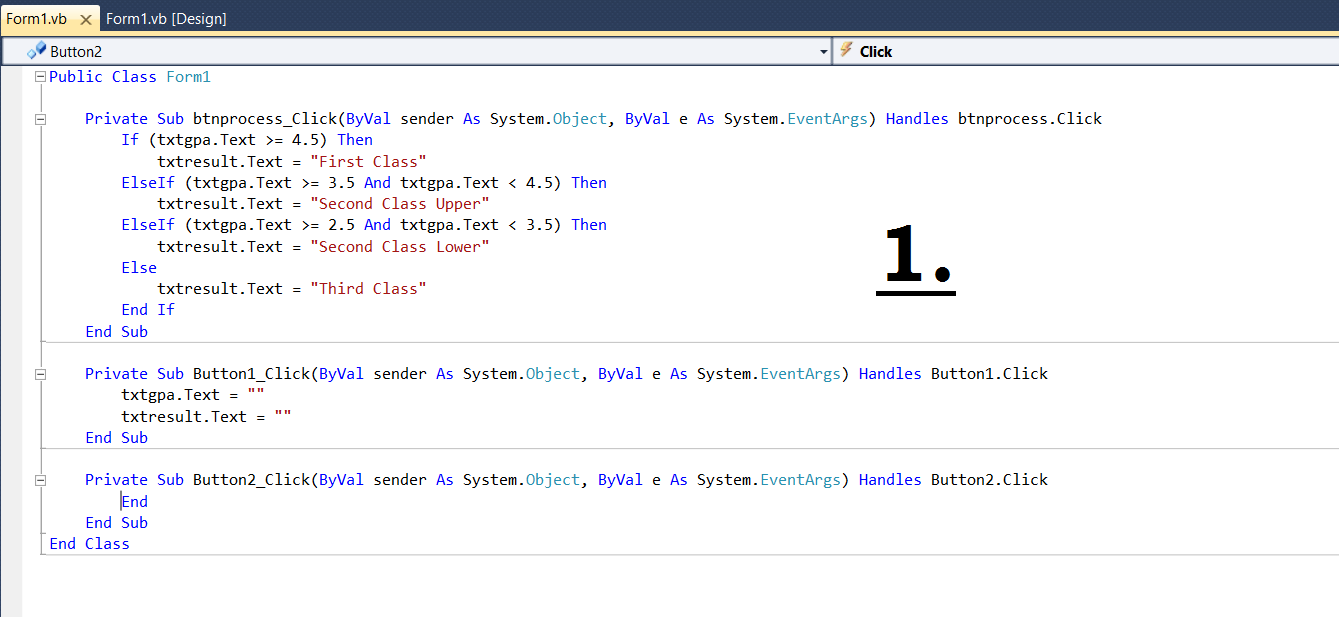 Form1.vb Form1.vb [Design]
Button2 Click
Public Class Form1
Private Sub btnprocess_Click(ByVal sender As System.Object, ByVal e As System.EventArgs) Handles btnprocess.Click
If (txtgpa.Text >= 4.5) Then
txtresult.Text = "First Class"
ElseIf (txtgpa.Text >= 3.5 And txtgpa.Text < 4.5) Then
txtresult.Text = "Second Class Upper"
ElseIf (txtgpa.Text >= 2.5 And txtgpa.Text < 3.5) Then
txtresult.Text = "Second Class Lower"
Else
txtresult.Text = "Third Class"
End If
End Sub
1.
Private Sub Button1_Click(ByVal sender As System.Object, ByVal e As System.EventArgs) Handles Button1.Click
txtgpa.Text = ""
txtresult.Text = ""
End Sub
Private Sub Button2_Click(ByVal sender As System.Object, ByVal e As System.EventArgs) Handles Button2.Click
End
End Sub
End Class